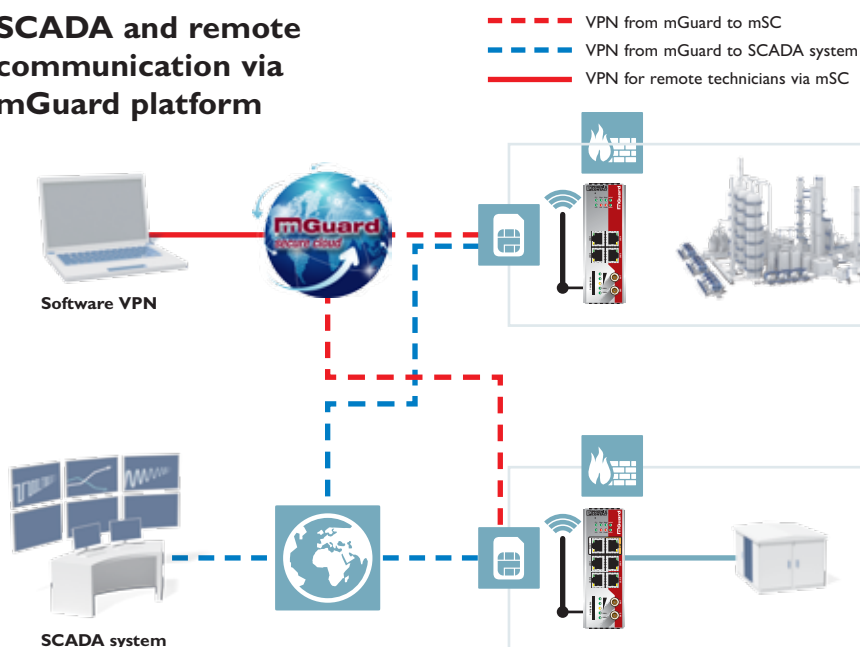 SCADA and remote
communication via
mGuard platform
VPN from mGuard to mSC
VPN from mGuard to SCADA system
VPN for remote technicians via mSC
mGuard
secure cloud
Software VPN
SCADA system